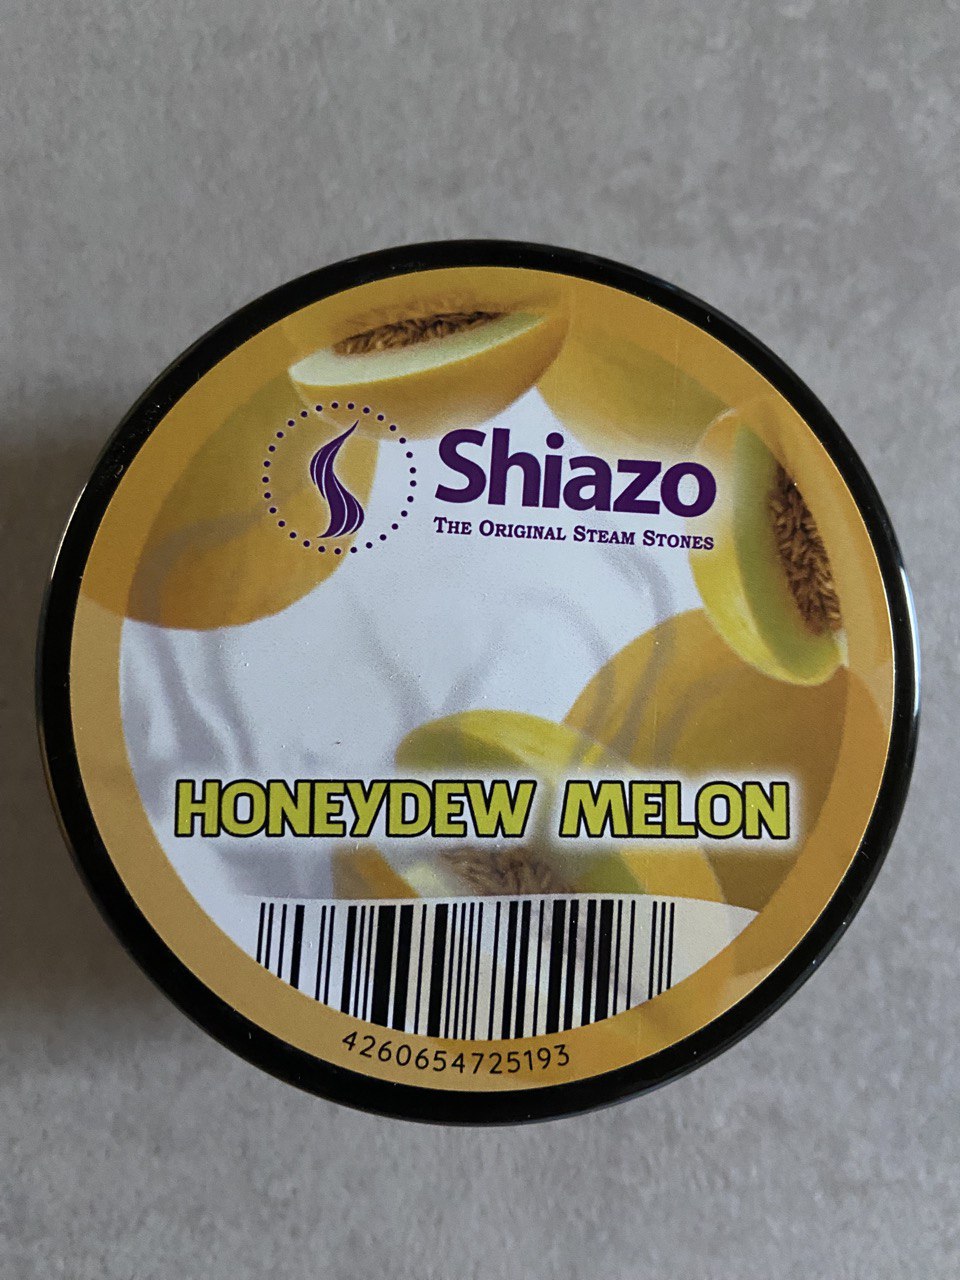 Shiazo
THE ORIGINAL STEAM STONES
HONEYDEW MELON
4260654725193